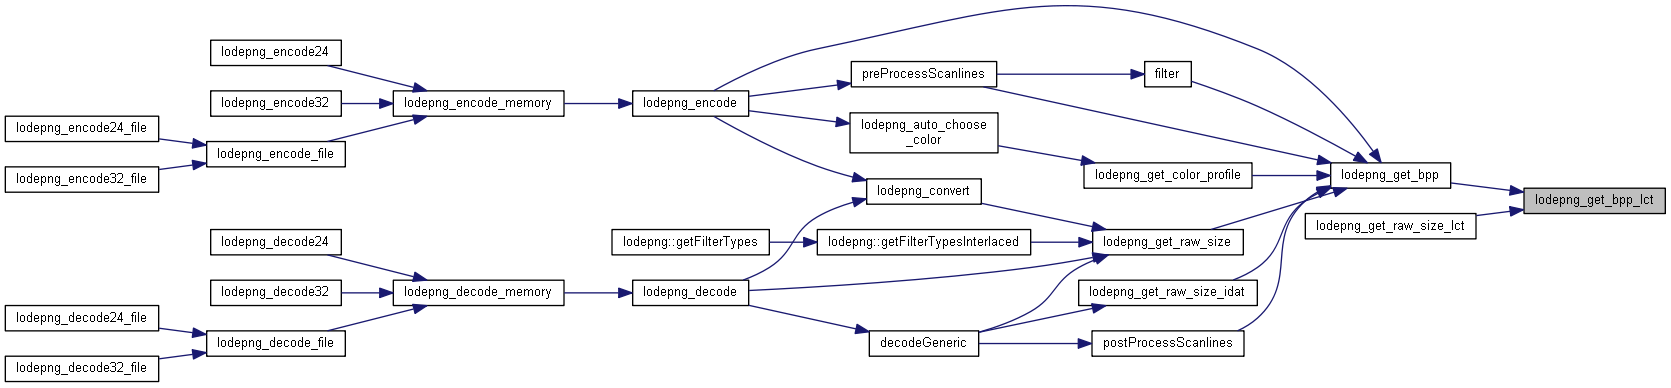 lodepng_encode24
lodepng_encode32
lodepng_encode24_file
lodepng_encode32_file
lodepng_encode_file
lodepng_encode_memory
lodepng_encode
preProcessScanlines
filter
lodepng_auto_choose
_color
lodepng_get_color_profile
lodepng_get_bpp
lodepng_get_bpp_lct
lodepng_get_raw_size_lct
lodepng_convert
lodepng::getFilterTypes
lodepng::getFilterTypesInterlaced
lodepng_get_raw_size
lodepng_decode24
lodepng_decode32
lodepng_decode24_file
lodepng_decode32_file
lodepng_decode_file
lodepng_decode_memory
lodepng_decode
lodepng_get_raw_size_idat
decodeGeneric
postProcessScanlines